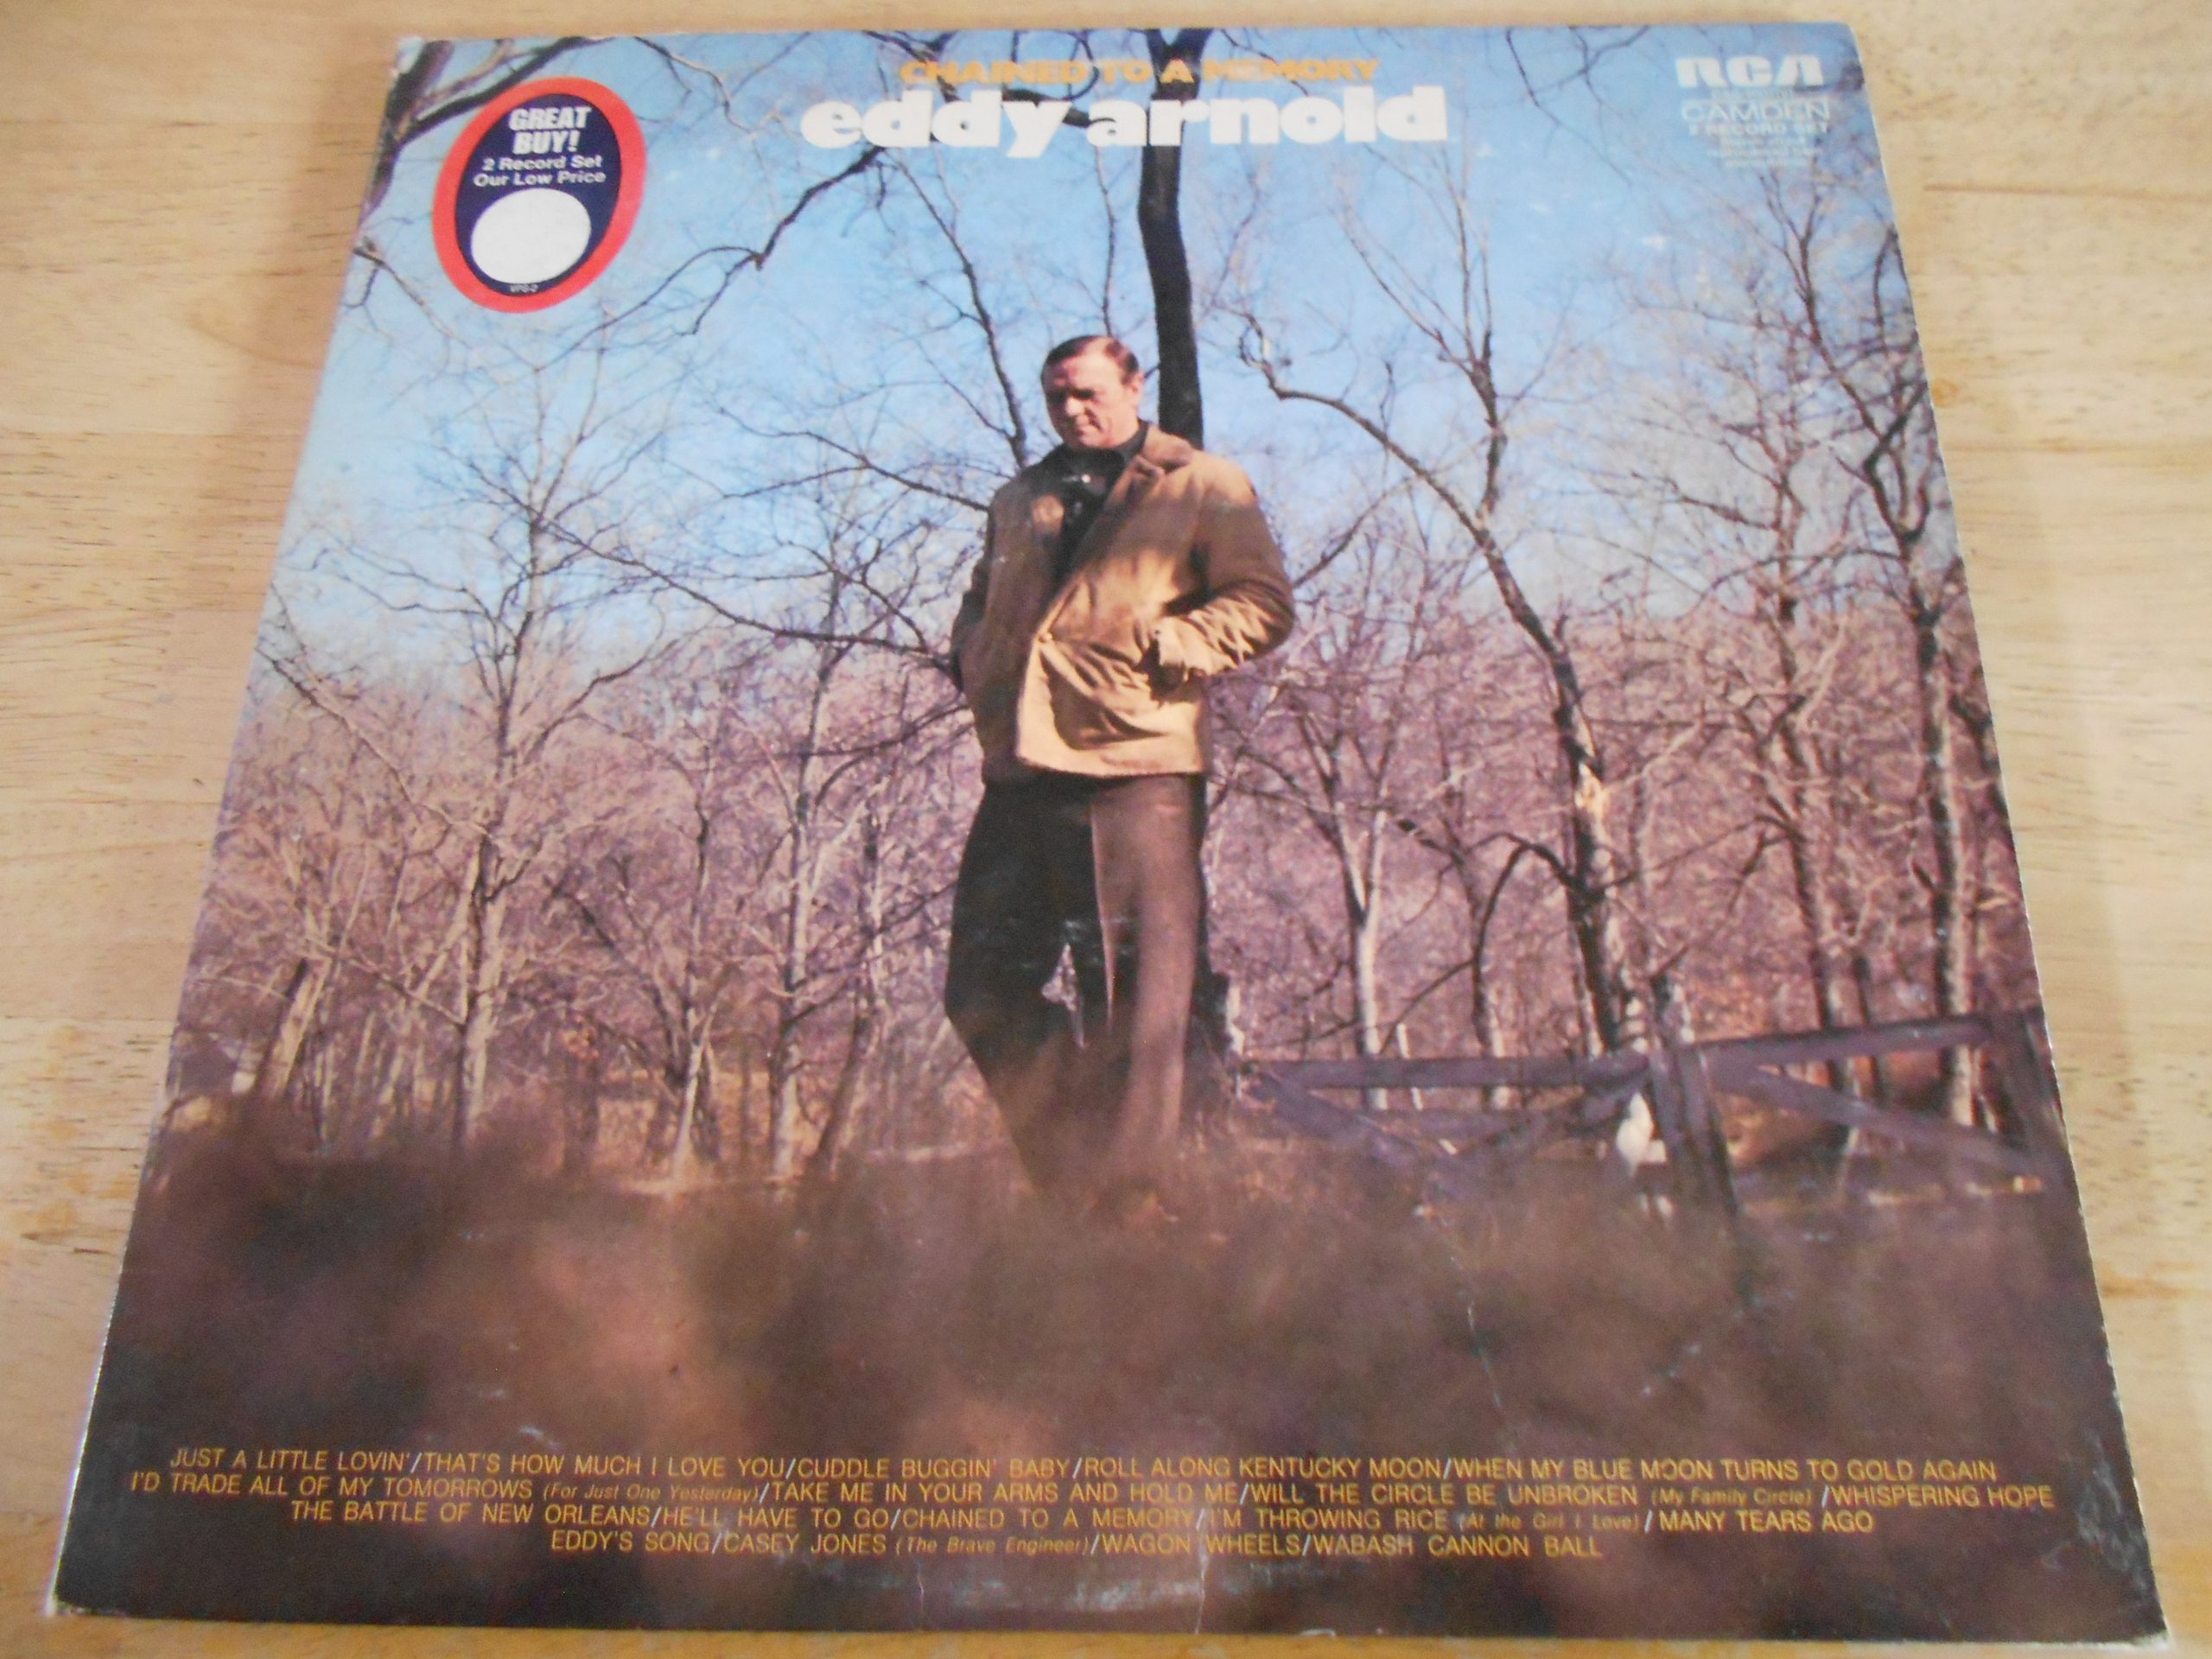 CHAINED TO A MEMORY
eddy arnold
RCA
CAMDEN
2 RECORD SET
GREAT
BUY!
2 Record Set
Our Low Price
JUST A LITTLE LOVIN'/THAT'S HOW MUCH I LOVE YOU/CUDDLE BUGGIN' BABY/ROLL ALONG KENTUCKY MOON/WHEN MY BLUE MOON TURNS TO GOLD AGAIN
I'D TRADE ALL OF MY TOMORROWS (For Just One Yesterday)/TAKE ME IN YOUR ARMS AND HOLD ME/WILL THE CIRCLE BE UNBROKEN (My Family Circle) /WHISPERING HOPE
THE BATTLE OF NEW ORLEANS/HE'LL HAVE TO GO/CHAINED TO A MEMORY/I'M THROWING RICE (At the Girl I Love) / MANY TEARS AGO
EDDY'S SONG/CASEY JONES (The Brave Engineer)/WAGON WHEELS/WABASH CANNON BALL